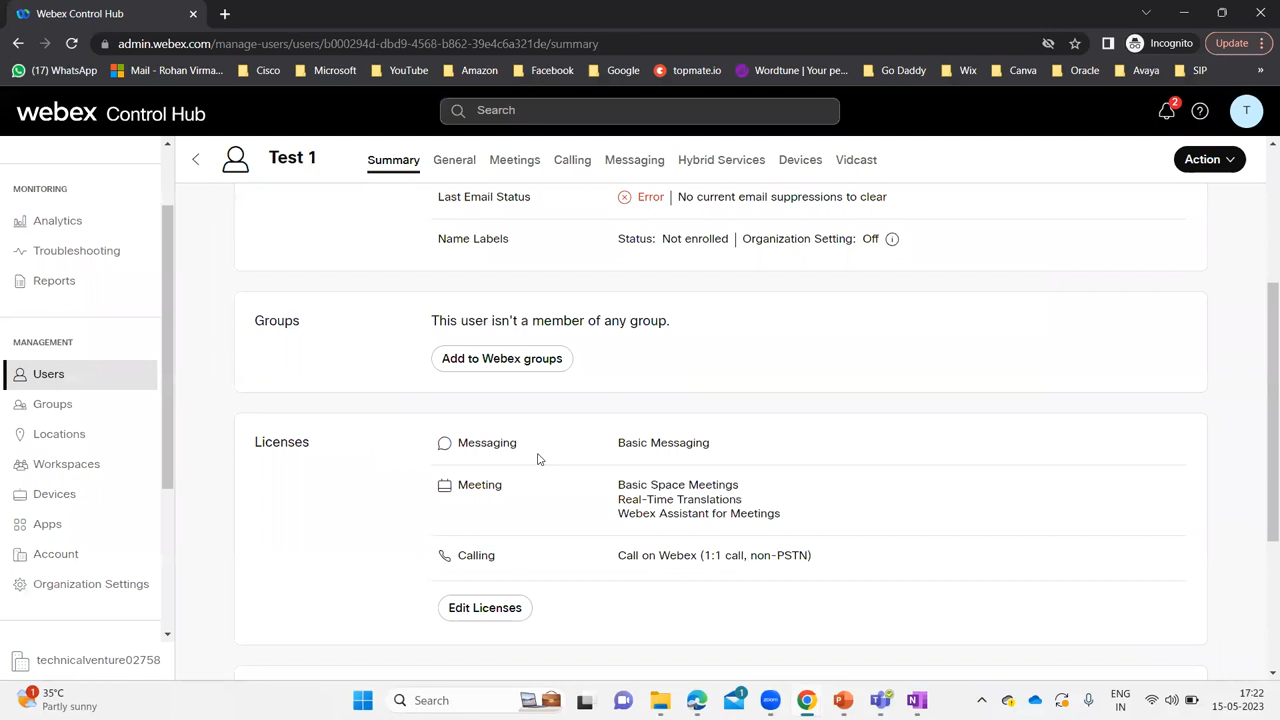 Webex Control Hub
admin.webex.com/manage-users/users/b000294d-dbd9-4568-b862-39e4c6a321de/summary
Incognito
Update
(17) WhatsApp
Mail - Rohan Virma...
Cisco
Microsoft
YouTube
Amazon
Facebook
Google
topmate.io
Wordtune | Your pe...
Go Daddy
Wix
Canva
Oracle
Avaya
SIP
»
webex Control Hub
Search
2
T
Test 1
Summary
General
Meetings
Calling
Messaging
Hybrid Services
Devices
Vidcast
Action
MONITORING
Analytics
Troubleshooting
Reports
MANAGEMENT
Users
Groups
Locations
Workspaces
Devices
Apps
Account
Organization Settings
technicalventure02758
Last Email Status
Error | No current email suppressions to clear
Name Labels
Status: Not enrolled | Organization Setting: Off
Groups
This user isn't a member of any group.
Add to Webex groups
Licenses
Messaging
Basic Messaging
Meeting
Basic Space Meetings
Real-Time Translations
Webex Assistant for Meetings
Calling
Call on Webex (1:1 call, non-PSTN)
Edit Licenses
1
35°C
Partly sunny
Search
1
zoom
ENG
IN
17:22
15-05-2023